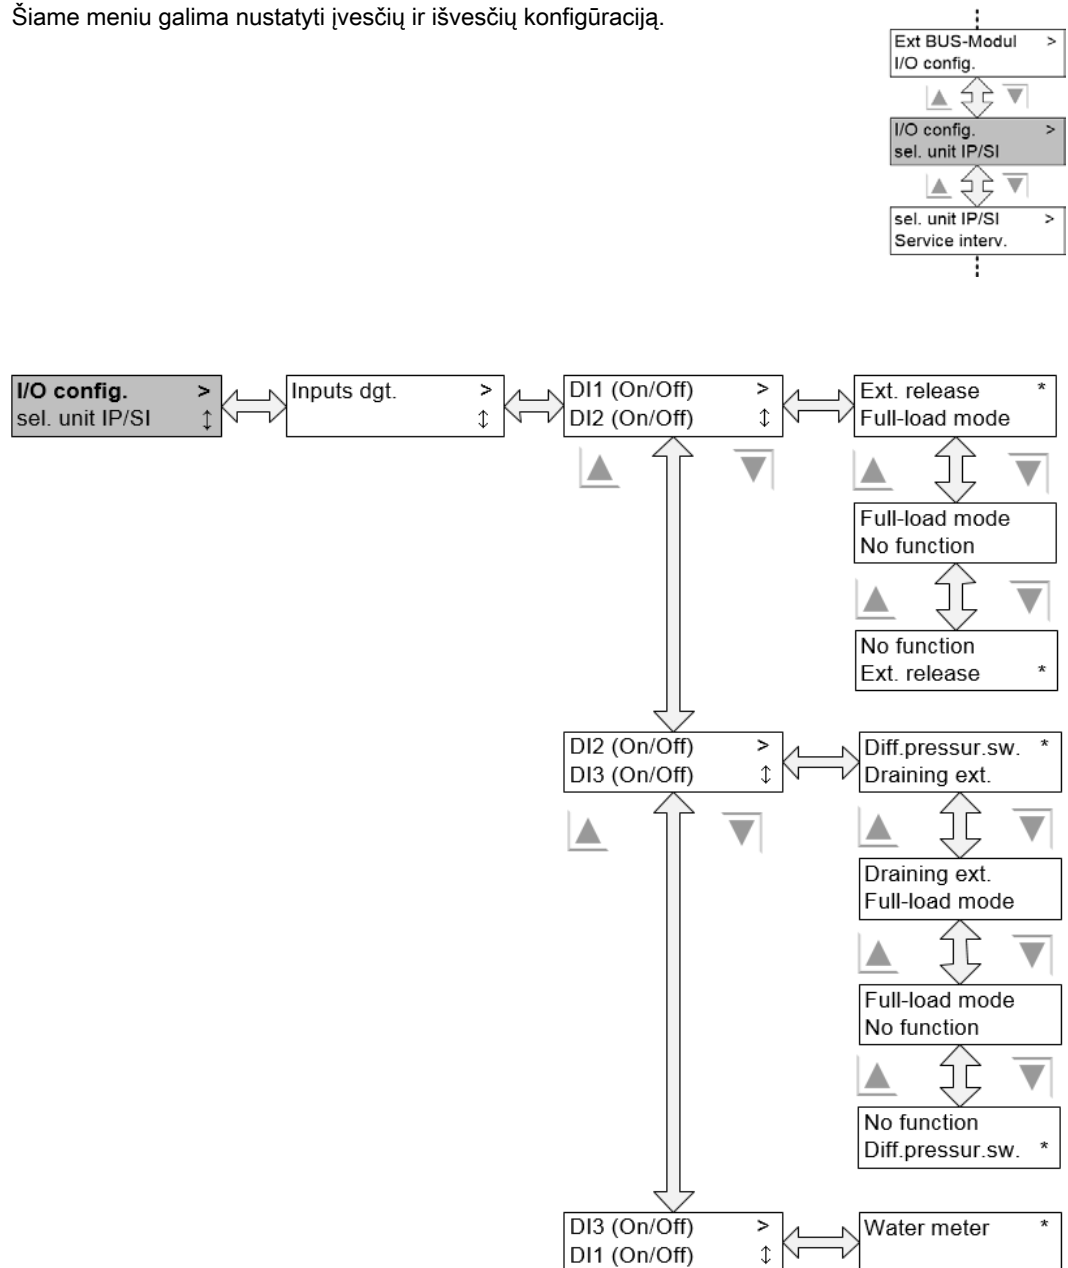 Šiame meniu galima nustatyti įvesčių ir išvesčių konfigūraciją.
Ext BUS-Modul >
I/O config.
I/O config. >
sel. unit IP/SI
sel. unit IP/SI >
Service interv.
I/O config. >
sel. unit IP/SI ↕
Inputs dgt. >
↕
DI1 (On/Off) >
DI2 (On/Off) ↕
Ext. release *
Full-load mode
Full-load mode
No function
No function
Ext. release *
DI2 (On/Off) >
DI3 (On/Off) ↕
Diff.pressur.sw. *
Draining ext.
Draining ext.
Full-load mode
Full-load mode
No function
No function
Diff.pressur.sw. *
DI3 (On/Off) >
DI1 (On/Off) ↕
Water meter *